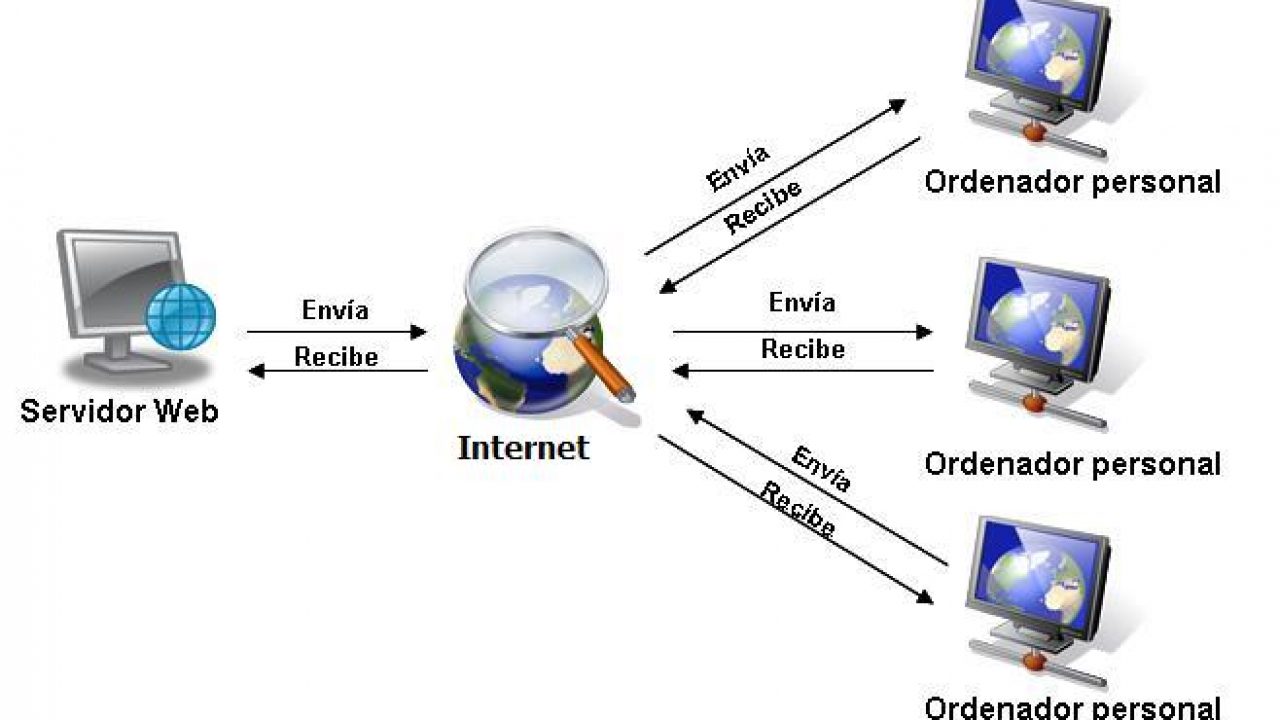 Envía
Recibe
Ordenador personal
Envía
Recibe
Servidor Web
Internet
Envía
Recibe
Ordenador personal
Envía
Recibe
Ordenador personal